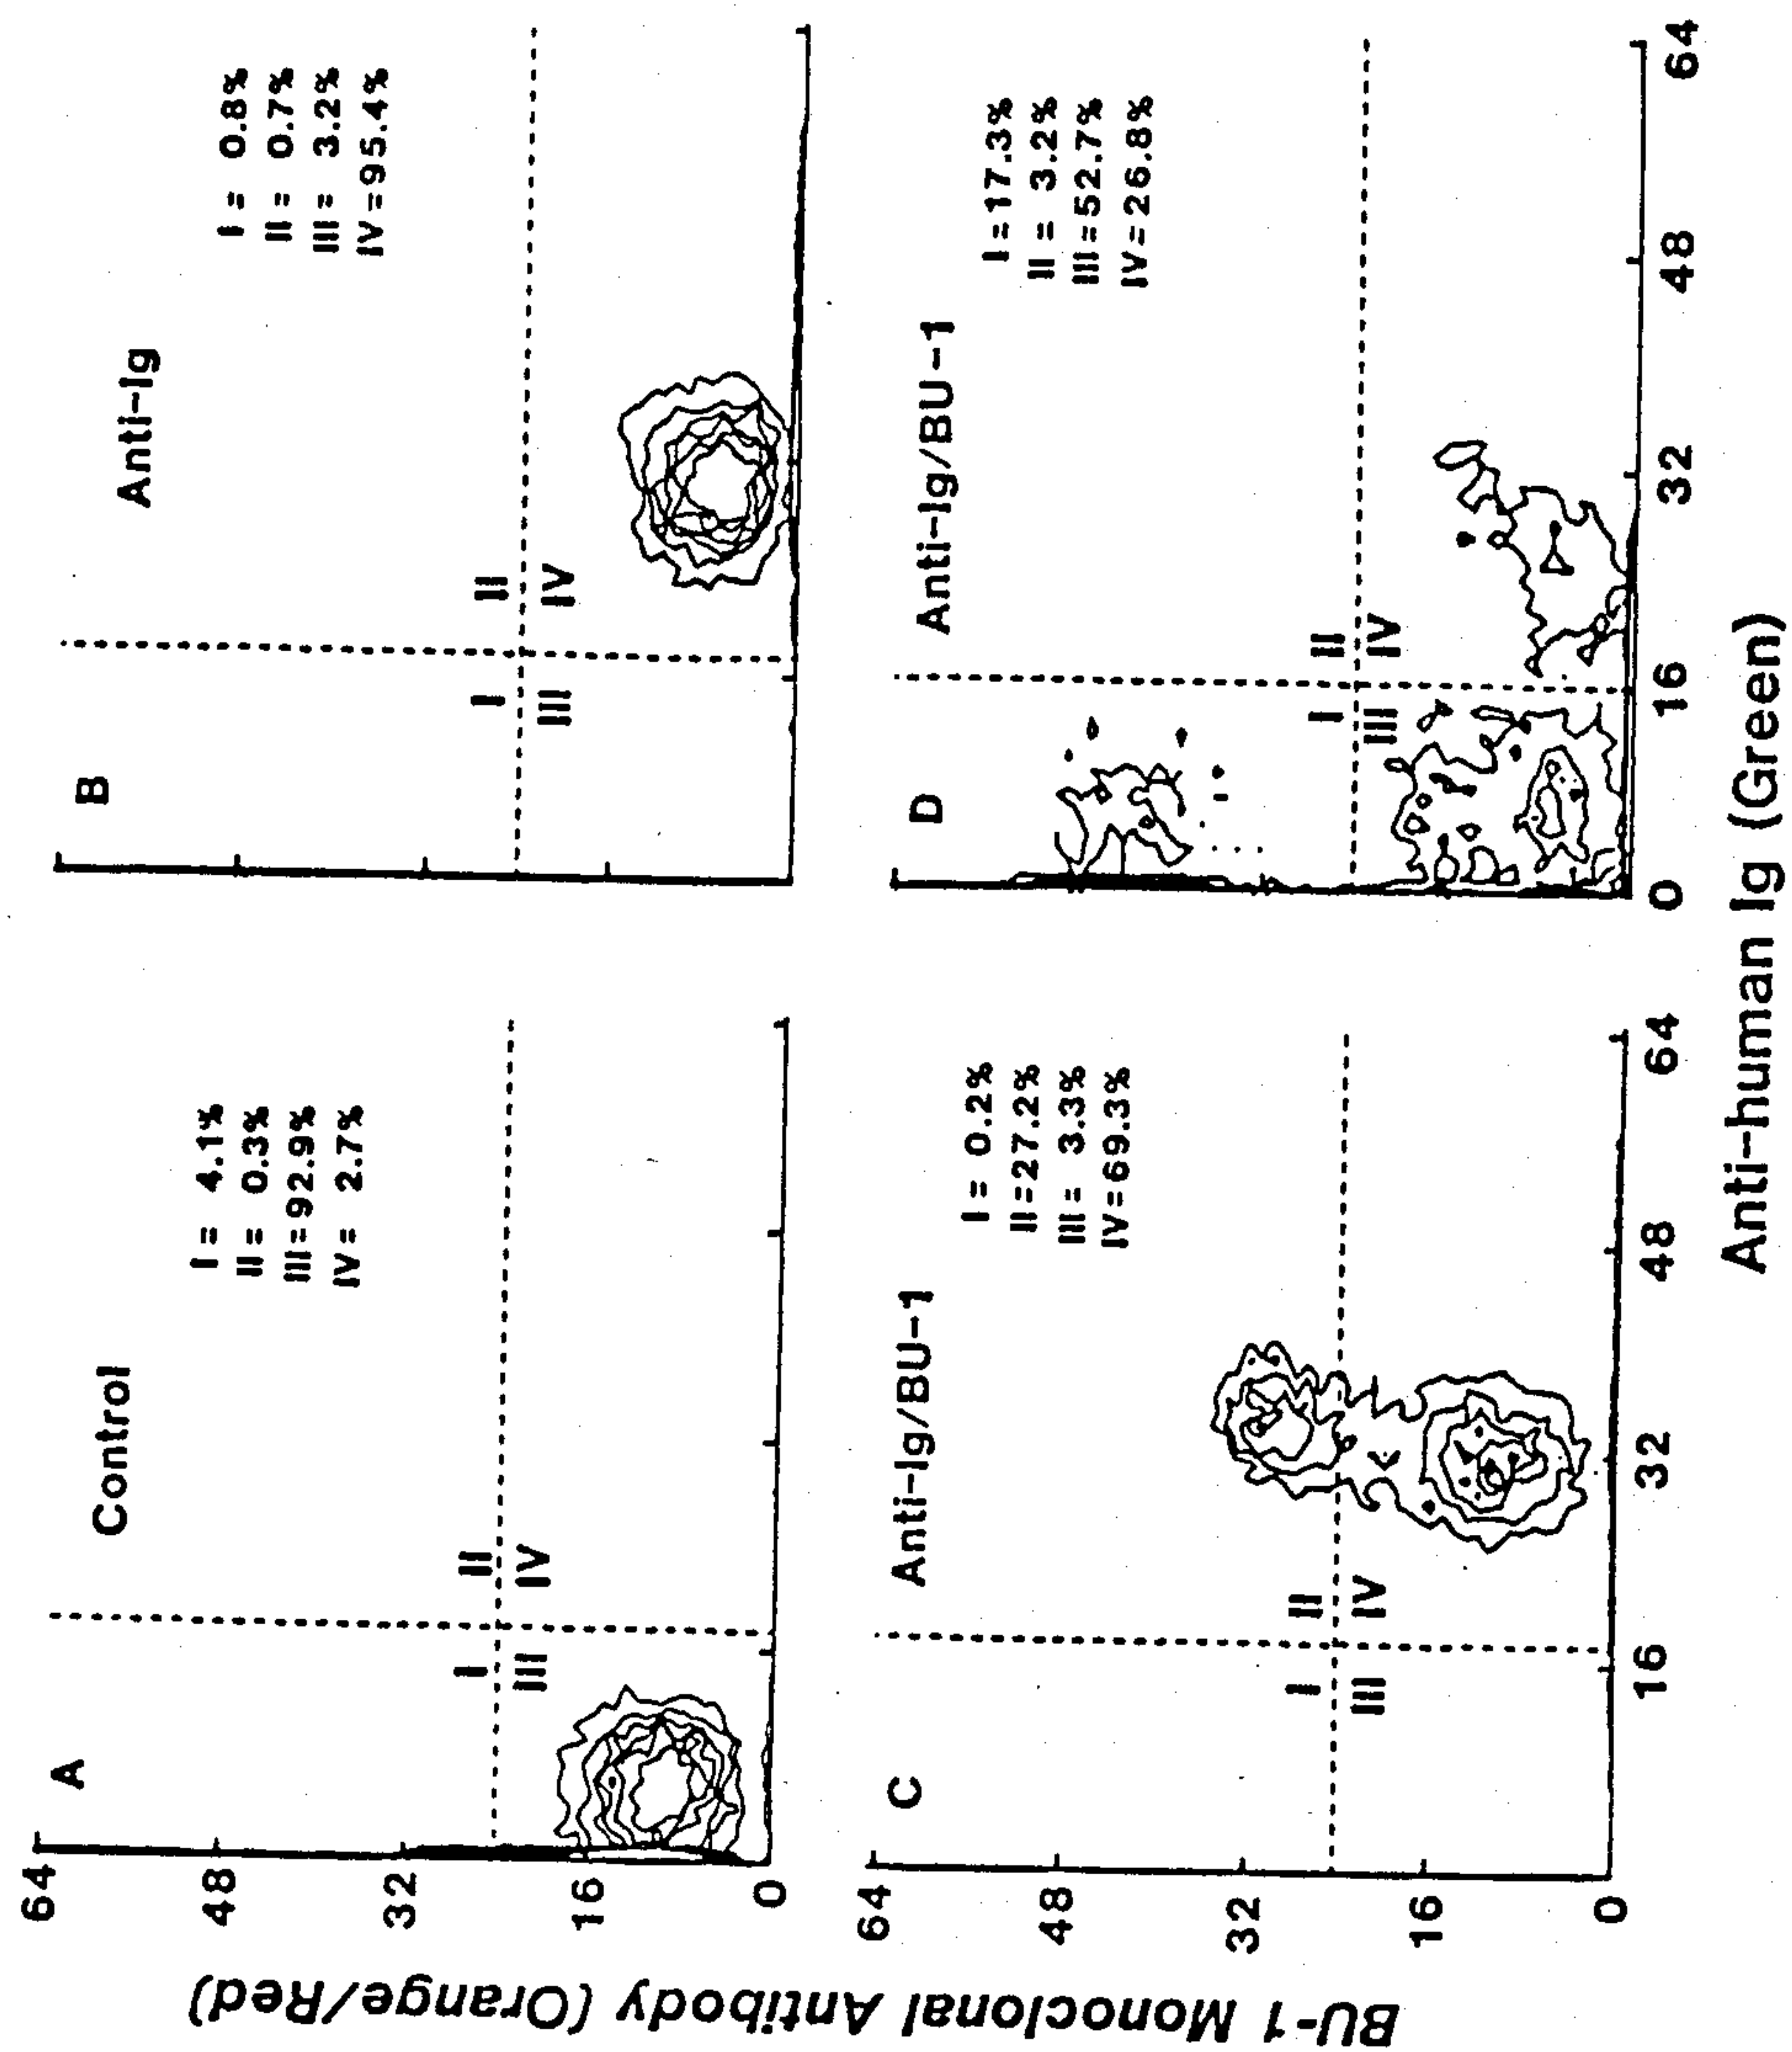 A
Control
I = 4.1%
II = 0.3%
III = 92.9%
IV = 2.7%
I
II
III
IV
64
48
32
16
0
B
Anti-Ig
I = 0.8%
II = 0.7%
III = 3.2%
IV = 95.4%
I
II
III
IV
C
Anti-Ig/BU-1
I = 0.2%
II = 27.2%
III = 3.3%
IV = 69.3%
I
II
III
IV
64
48
32
16
0
16
32
48
64
D
Anti-Ig/BU-1
I = 17.3%
II = 3.2%
III = 52.7%
IV = 26.8%
I
II
III
IV
0
16
32
48
64
BU-1 Monoclonal Antibody (Orange/Red)
Anti-human Ig (Green)